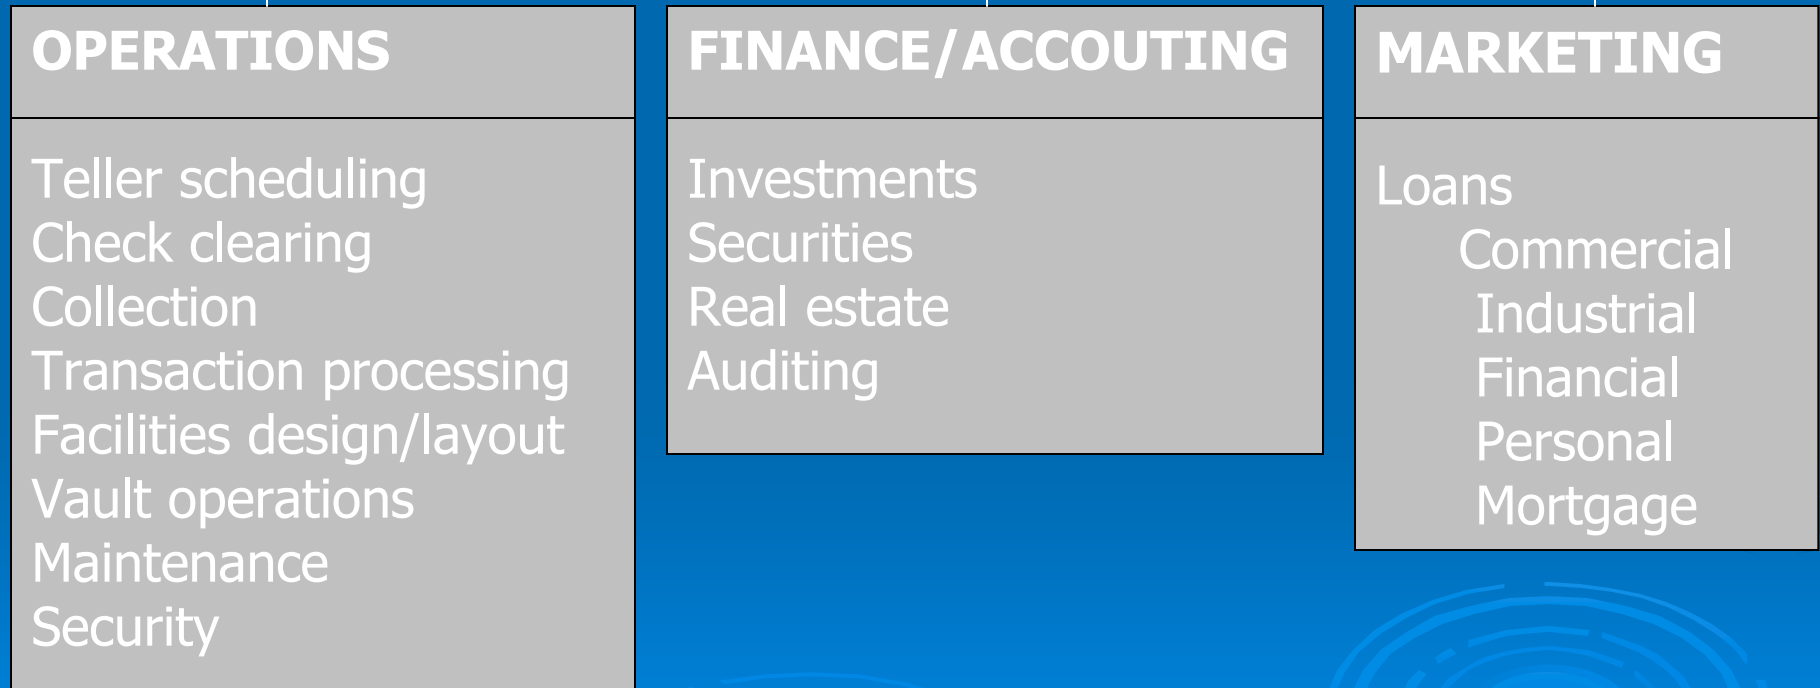 OPERATIONS
Teller scheduling
Check clearing
Collection
Transaction processing
Facilities design/layout
Vault operations
Maintenance
Security
FINANCE/ACCOUTING
Investments
Securities
Real estate
Auditing
MARKETING
Loans
Commercial
Industrial
Financial
Personal
Mortgage